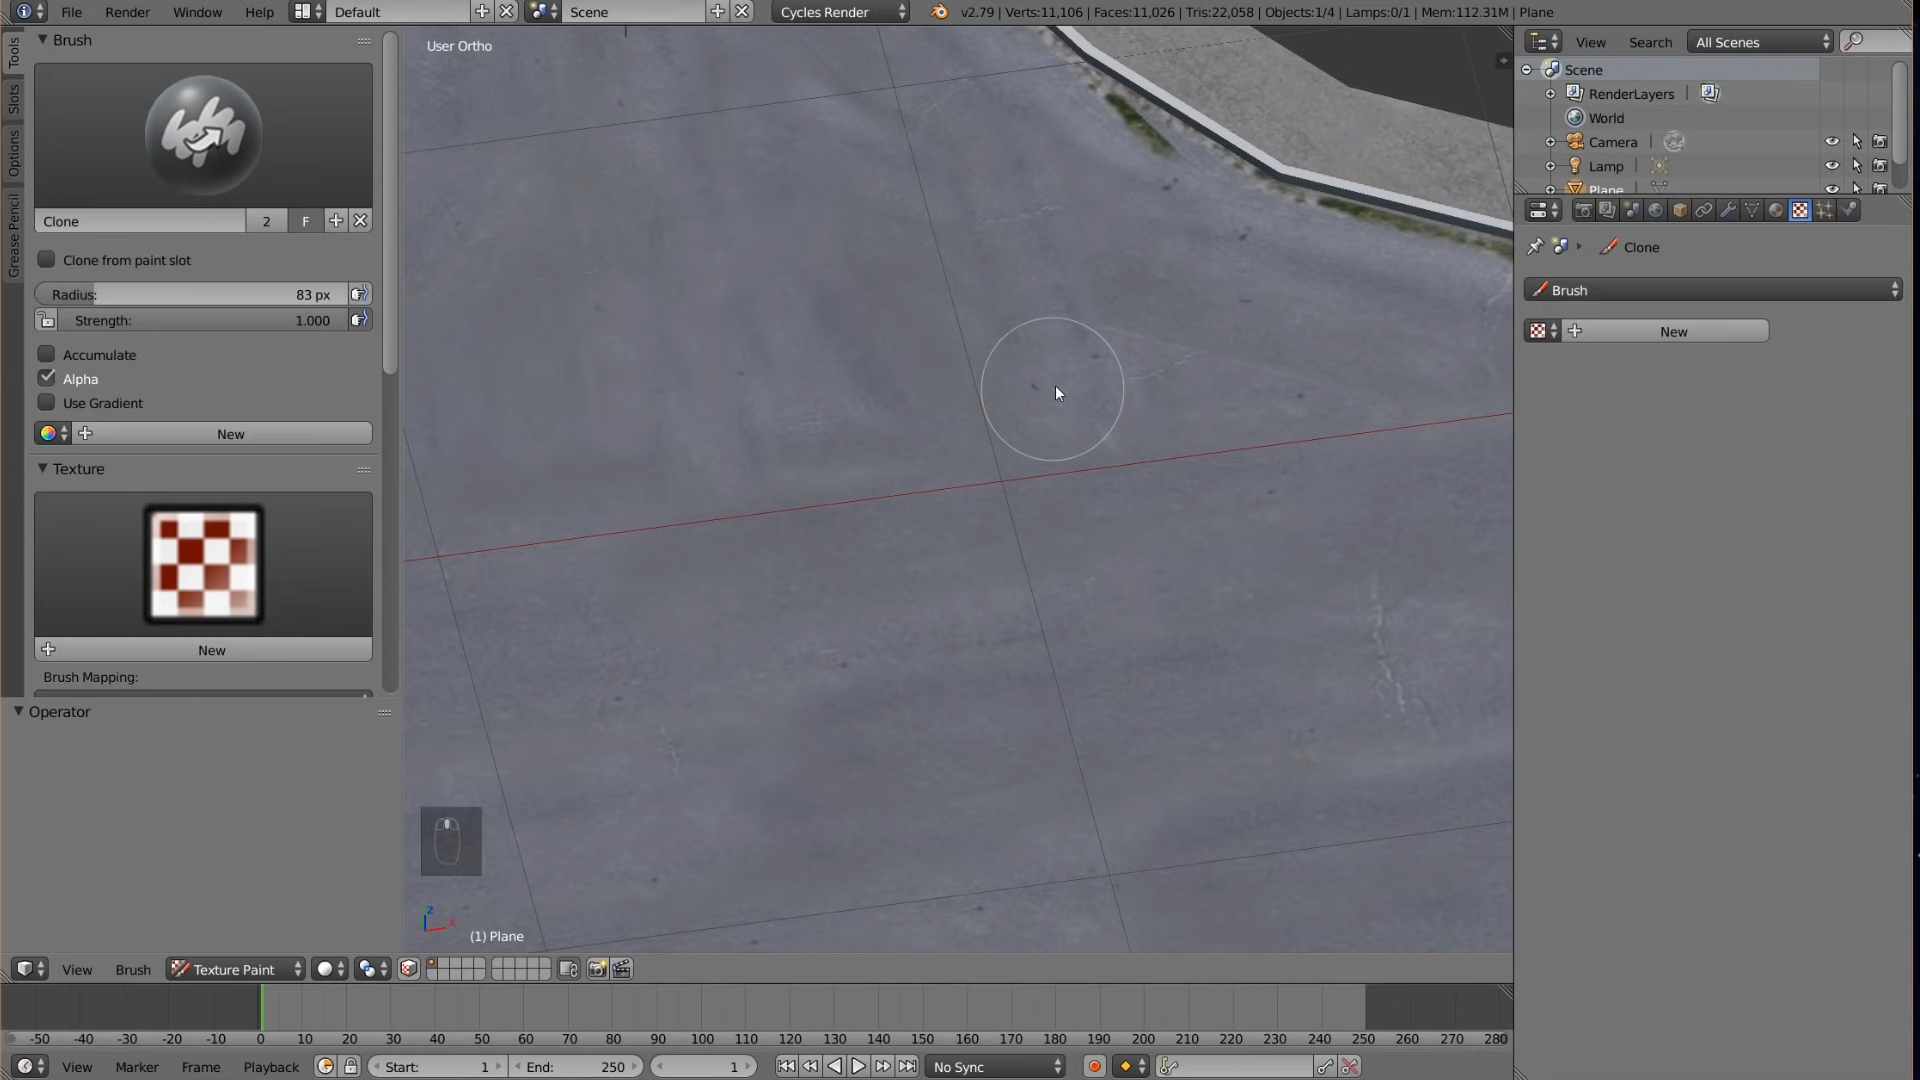 File Render Window Help Default Scene Cycles Render v2.79 | Verts:11,106 | Faces:11,026 | Tris:22,058 | Objects:1/4 | Lamps:0/1 | Mem:112.31M | Plane
Tools
Slots
Options
Grease Pencil
Brush
Clone 2 F
Clone from paint slot
Radius: 83 px
Strength: 1.000
Accumulate
Alpha
Use Gradient
New
Texture
New
Brush Mapping:
Operator
User Ortho
z
x
(1) Plane
View Search All Scenes
Scene
RenderLayers
World
Camera
Lamp
Plane
Clone
Brush
New
View Brush Texture Paint
-50 -40 -30 -20 -10 0 10 20 30 40 50 60 70 80 90 100 110 120 130 140 150 160 170 180 190 200 210 220 230 240 250 260 270 280
View Marker Frame Playback Start: 1 End: 250 1 No Sync